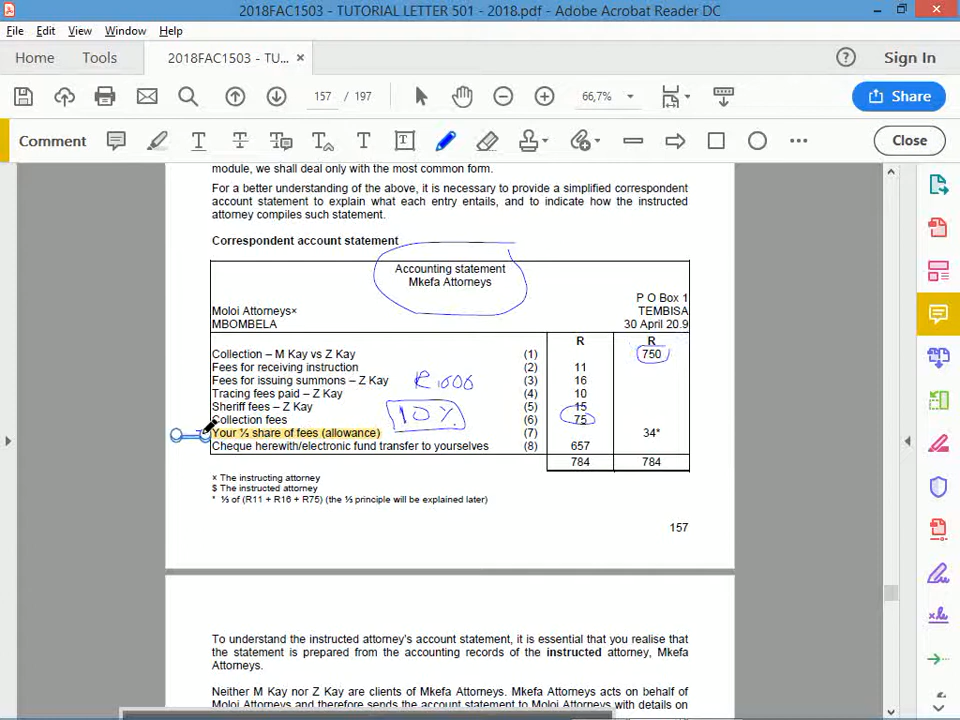 2018FAC1503 - TUTORIAL LETTER 501 - 2018.pdf - Adobe Acrobat Reader DC
File Edit View Window Help
Home Tools 2018FAC1503 - TU... × ? Sign In
157 / 197 66,7% Share
Comment Close
module, we shall deal only with the most common form.
For a better understanding of the above, it is necessary to provide a simplified correspondent
account statement to explain what each entry entails, and to indicate how the instructed
attorney compiles such statement.
Correspondent account statement
Accounting statement
Mkefa Attorneys
P O Box 1
Moloi Attorneys× TEMBISA
MBOMBELA 30 April 20.9
R R
Collection – M Kay vs Z Kay (1) 750
Fees for receiving instruction (2) 11
Fees for issuing summons – Z Kay R1000 (3) 16
Tracing fees paid – Z Kay (4) 10
Sheriff fees – Z Kay 10% (5) 15
Collection fees (6) 75
Your ⅓ share of fees (allowance) (7) 34*
Cheque herewith/electronic fund transfer to yourselves (8) 657
784 784
× The instructing attorney
$ The instructed attorney
* ⅓ of (R11 + R16 + R75) (the ⅓ principle will be explained later)
157
To understand the instructed attorney's account statement, it is essential that you realise that
the statement is prepared from the accounting records of the instructed attorney, Mkefa
Attorneys.
Neither M Kay nor Z Kay are clients of Mkefa Attorneys. Mkefa Attorneys acts on behalf of
Moloi Attorneys and therefore sends the account statement to Moloi Attorneys with details on